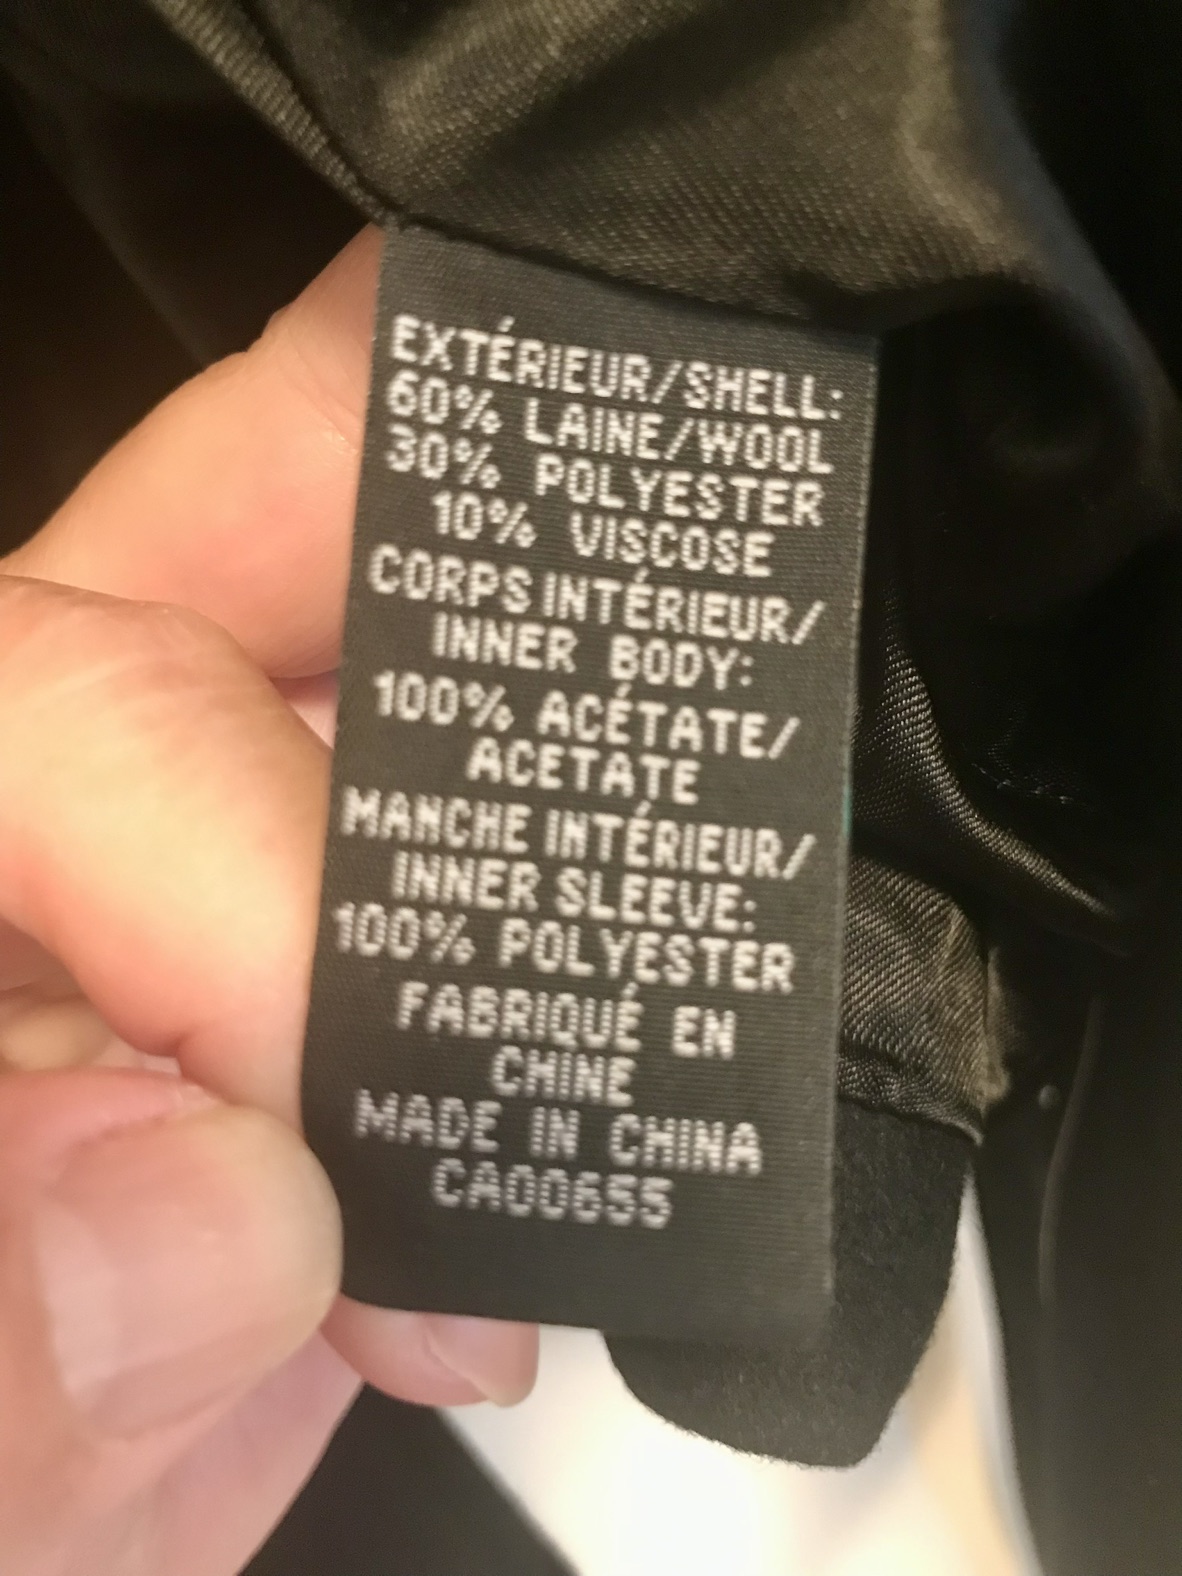 EXTÉRIEUR/SHELL:
60% LAINE/WOOL
30% POLYESTER
10% VISCOSE
CORPS INTÉRIEUR/
INNER BODY:
100% ACÉTATE/
ACETATE
MANCHE INTÉRIEUR/
INNER SLEEVE:
100% POLYESTER
FABRIQUÉ EN
CHINE
MADE IN CHINA
CA00655